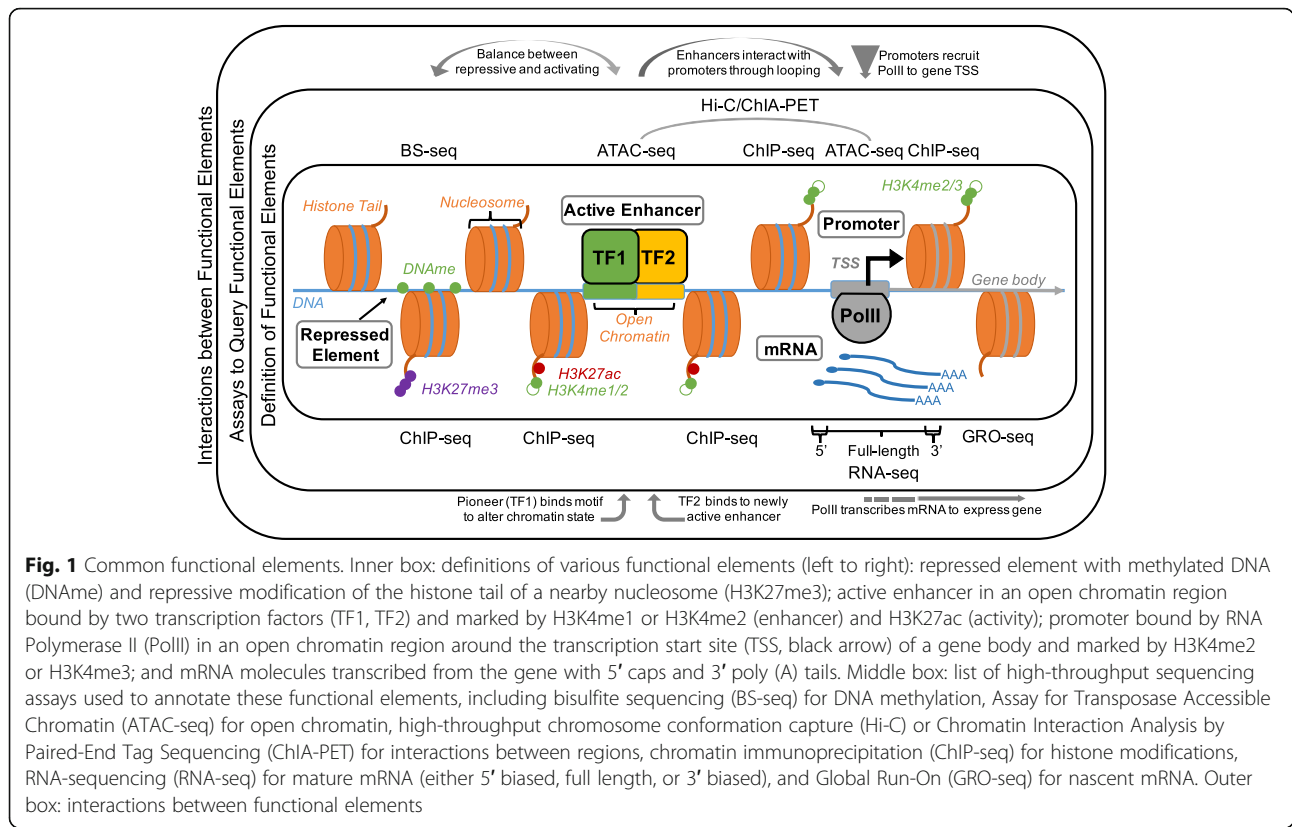 Balance between
repressive and activating
Enhancers interact with
promoters through looping
Promoters recruit
PolII to gene TSS
Interactions between Functional Elements
Assays to Query Functional Elements
Definition of Functional Elements
Hi-C/ChIA-PET
BS-seq
ATAC-seq
ChIP-seq
ATAC-seq
ChIP-seq
Histone Tail
Nucleosome
Active Enhancer
H3K4me2/3
Promoter
TF1
TF2
TSS
DNAme
DNA
Gene body
Repressed
Element
Open
Chromatin
PolII
mRNA
H3K27me3
H3K27ac
H3K4me1/2
AAA
AAA
AAA
ChIP-seq
ChIP-seq
ChIP-seq
5’
Full-length
3’
RNA-seq
GRO-seq
Pioneer (TF1) binds motif
to alter chromatin state
TF2 binds to newly
active enhancer
PolII transcribes mRNA to express gene
Fig. 1 Common functional elements. Inner box: definitions of various functional elements (left to right): repressed element with methylated DNA
(DNAme) and repressive modification of the histone tail of a nearby nucleosome (H3K27me3); active enhancer in an open chromatin region
bound by two transcription factors (TF1, TF2) and marked by H3K4me1 or H3K4me2 (enhancer) and H3K27ac (activity); promoter bound by RNA
Polymerase II (PolII) in an open chromatin region around the transcription start site (TSS, black arrow) of a gene body and marked by H3K4me2
or H3K4me3; and mRNA molecules transcribed from the gene with 5′ caps and 3′ poly (A) tails. Middle box: list of high-throughput sequencing
assays used to annotate these functional elements, including bisulfite sequencing (BS-seq) for DNA methylation, Assay for Transposase Accessible
Chromatin (ATAC-seq) for open chromatin, high-throughput chromosome conformation capture (Hi-C) or Chromatin Interaction Analysis by
Paired-End Tag Sequencing (ChIA-PET) for interactions between regions, chromatin immunoprecipitation (ChIP-seq) for histone modifications,
RNA-sequencing (RNA-seq) for mature mRNA (either 5′ biased, full length, or 3′ biased), and Global Run-On (GRO-seq) for nascent mRNA. Outer
box: interactions between functional elements